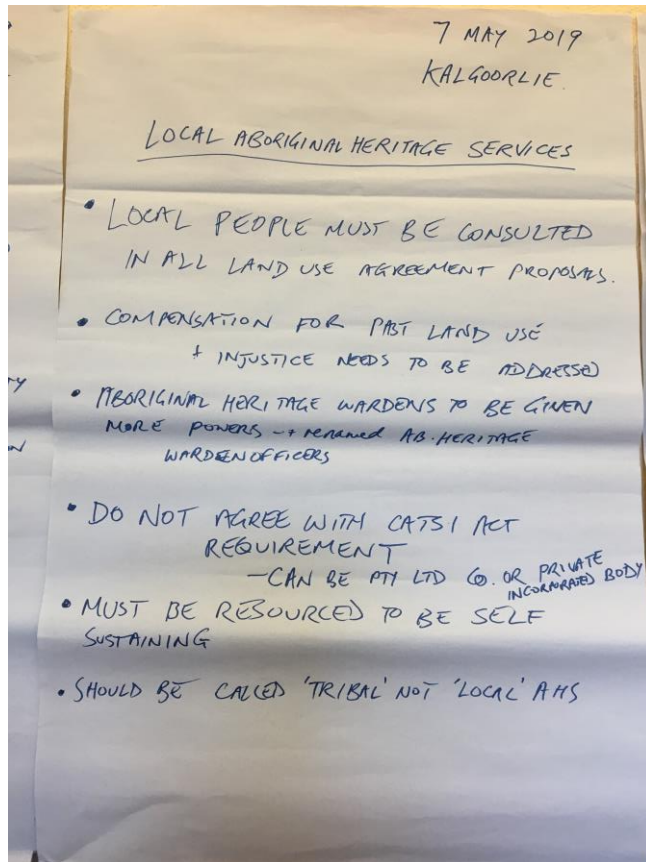 7 MAY 2019
KALGOORLIE.
LOCAL ABORIGINAL HERITAGE SERVICES
• LOCAL PEOPLE MUST BE CONSULTED
IN ALL LAND USE AGREEMENT PROPOSALS.
• COMPENSATION FOR PAST LAND USE
+ INJUSTICE NEEDS TO BE ADDRESSED
• ABORIGINAL HERITAGE WARDENS TO BE GIVEN
MORE POWERS → renamed AB. HERITAGE
WARDEN OFFICERS
• DO NOT AGREE WITH CATSI ACT
REQUIREMENT
- CAN BE PTY LTD CO. OR PRIVATE
INCORPORATED BODY
• MUST BE RESOURCED TO BE SELF
SUSTAINING
• SHOULD BE CALLED 'TRIBAL' NOT 'LOCAL' AHS